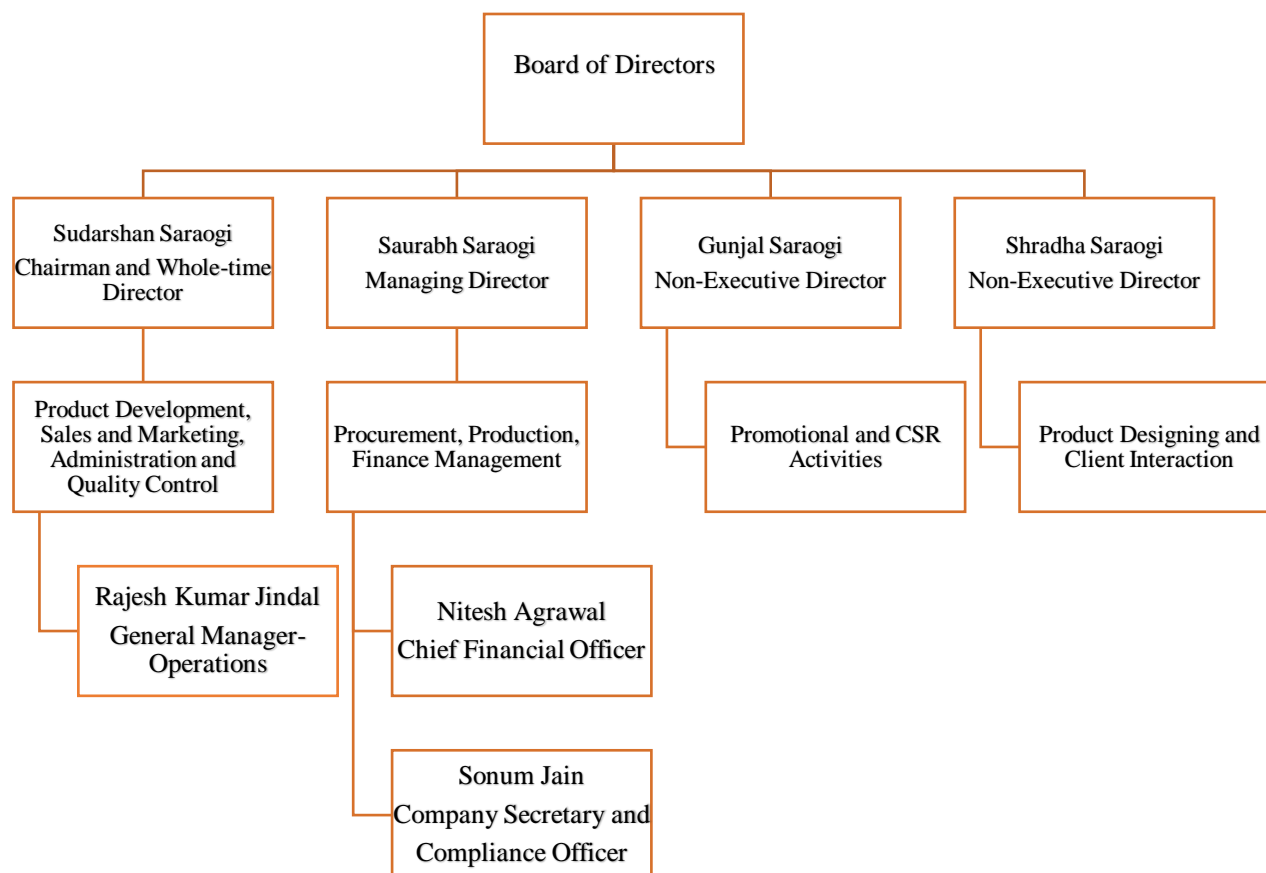 Board of Directors
Sudarshan Saraogi
Chairman and Whole-time
Director
Saurabh Saraogi
Managing Director
Gunjal Saraogi
Non-Executive Director
Shradha Saraogi
Non-Executive Director
Product Development,
Sales and Marketing,
Administration and
Quality Control
Procurement, Production,
Finance Management
Promotional and CSR
Activities
Product Designing and
Client Interaction
Rajesh Kumar Jindal
General Manager-
Operations
Nitesh Agrawal
Chief Financial Officer
Sonum Jain
Company Secretary and
Compliance Officer